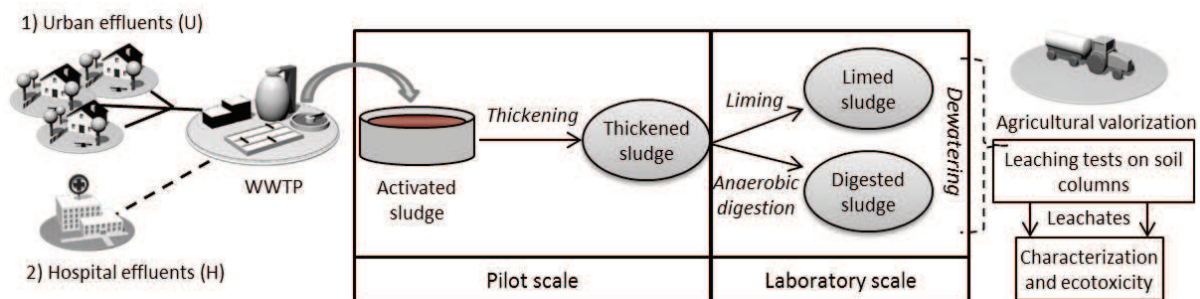 1) Urban effluents (U)
WWTP
2) Hospital effluents (H)
Activated
sludge
Thickening
Thickened
sludge
Pilot scale
Liming
Anaerobic
digestion
Limed
sludge
Digested
sludge
Dewatering
Laboratory scale
Agricultural valorization
Leaching tests on soil
columns
Leachates
Characterization
and ecotoxicity